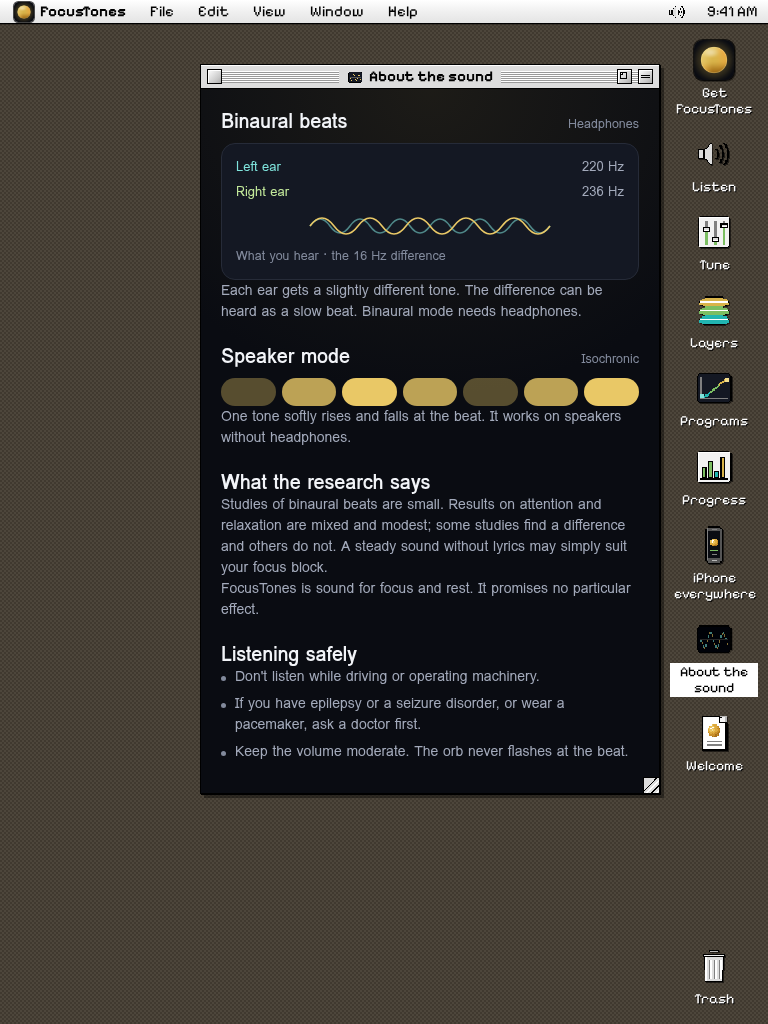 FocusTones File Edit View Window Help 9:41 AM
About the sound
Binaural beats Headphones
Left ear 220 Hz
Right ear 236 Hz
What you hear · the 16 Hz difference
Each ear gets a slightly different tone. The difference can be
heard as a slow beat. Binaural mode needs headphones.
Speaker mode Isochronic
One tone softly rises and falls at the beat. It works on speakers
without headphones.
What the research says
Studies of binaural beats are small. Results on attention and
relaxation are mixed and modest; some studies find a difference
and others do not. A steady sound without lyrics may simply suit
your focus block.
FocusTones is sound for focus and rest. It promises no particular
effect.
Listening safely
Don't listen while driving or operating machinery.
If you have epilepsy or a seizure disorder, or wear a
pacemaker, ask a doctor first.
Keep the volume moderate. The orb never flashes at the beat.
Get
FocusTones
Listen
Tune
Layers
Programs
Progress
iPhone
everywhere
About the
sound
Welcome
Trash